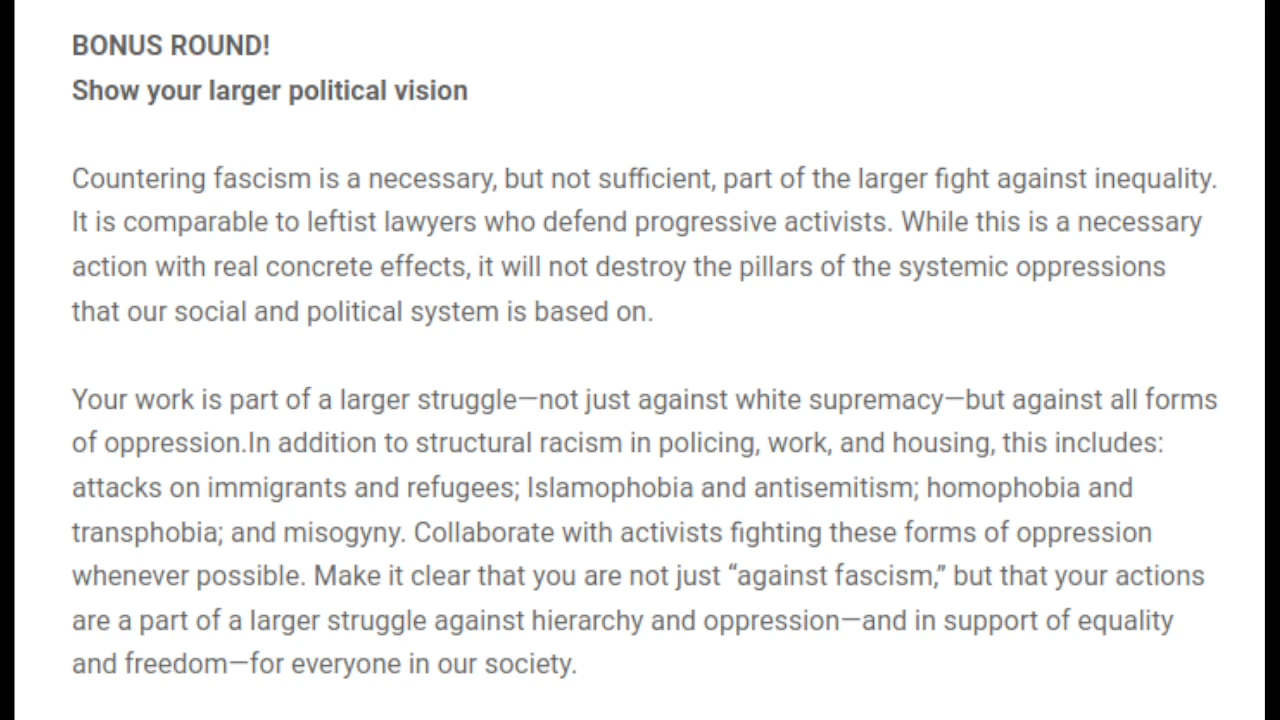 BONUS ROUND!
Show your larger political vision
Countering fascism is a necessary, but not sufficient, part of the larger fight against inequality.
It is comparable to leftist lawyers who defend progressive activists. While this is a necessary
action with real concrete effects, it will not destroy the pillars of the systemic oppressions
that our social and political system is based on.
Your work is part of a larger struggle—not just against white supremacy—but against all forms
of oppression.In addition to structural racism in policing, work, and housing, this includes:
attacks on immigrants and refugees; Islamophobia and antisemitism; homophobia and
transphobia; and misogyny. Collaborate with activists fighting these forms of oppression
whenever possible. Make it clear that you are not just “against fascism,” but that your actions
are a part of a larger struggle against hierarchy and oppression—and in support of equality
and freedom—for everyone in our society.